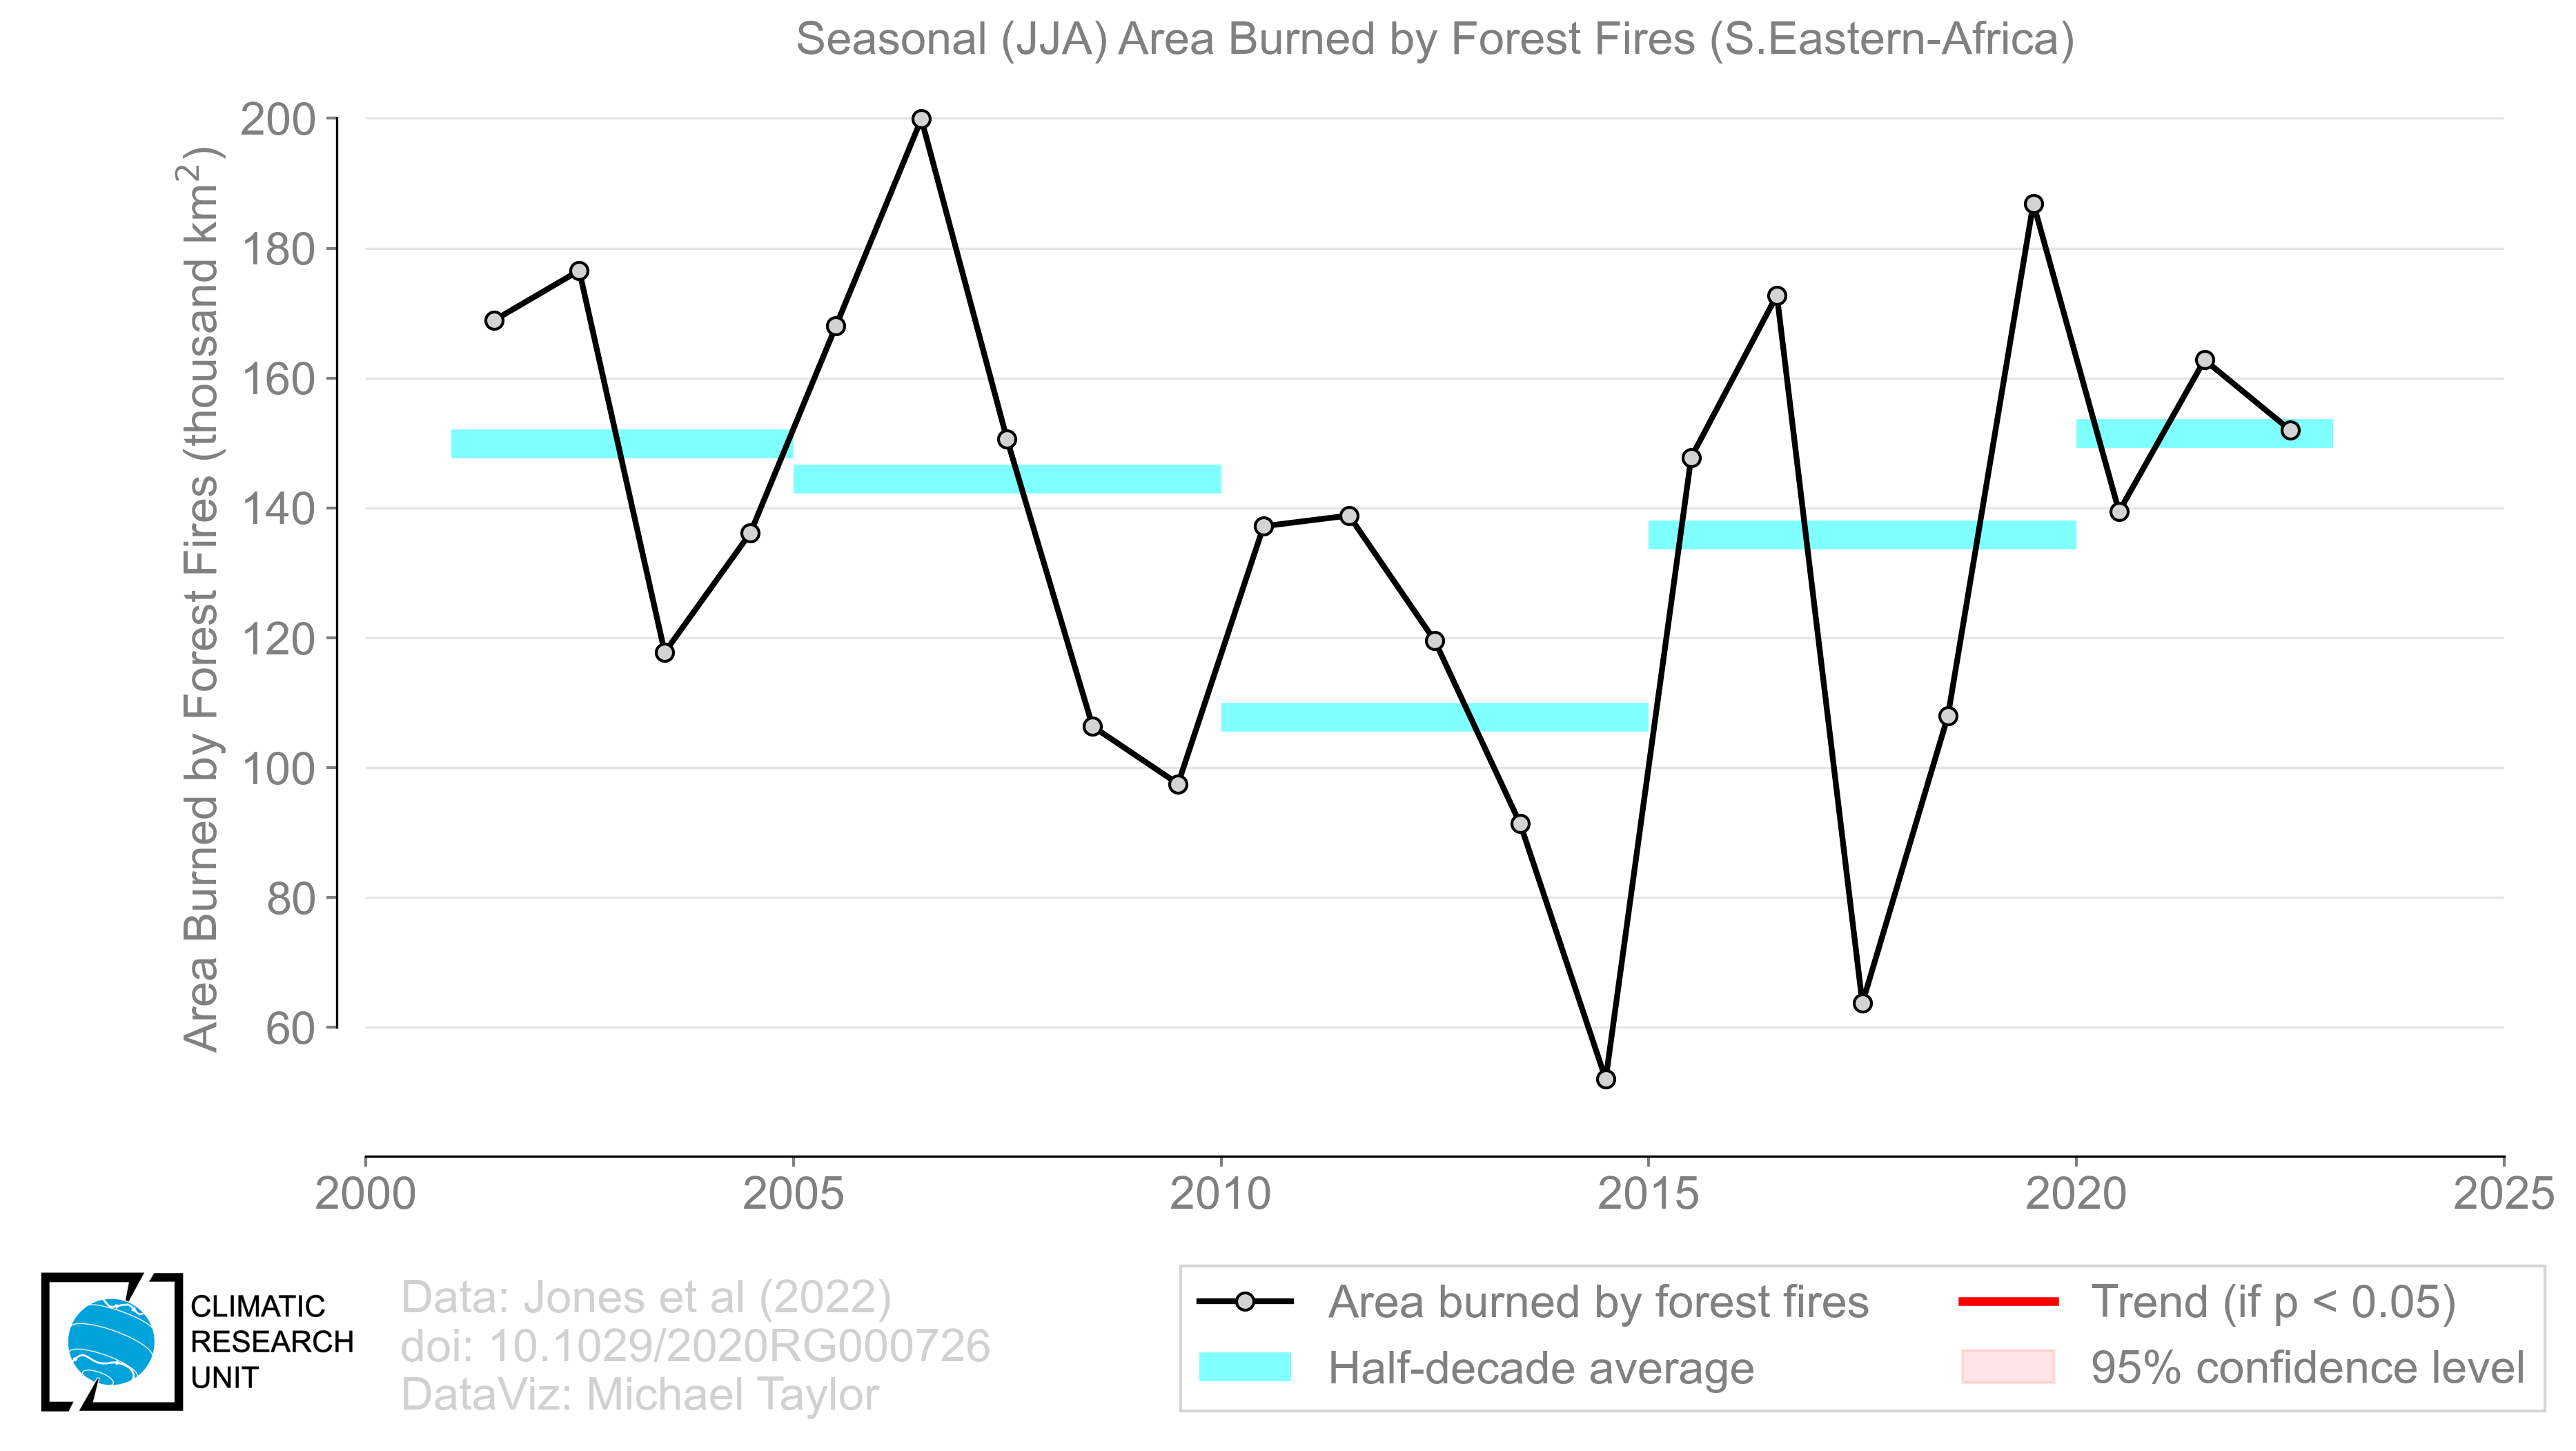 Seasonal (JJA) Area Burned by Forest Fires (S.Eastern-Africa)
Area Burned by Forest Fires (thousand km²)
200
180
160
140
120
100
80
60
2000
2005
2010
2015
2020
2025
CLIMATIC
RESEARCH
UNIT
Data: Jones et al (2022)
doi: 10.1029/2020RG000726
DataViz: Michael Taylor
Area burned by forest fires
Half-decade average
Trend (if p < 0.05)
95% confidence level